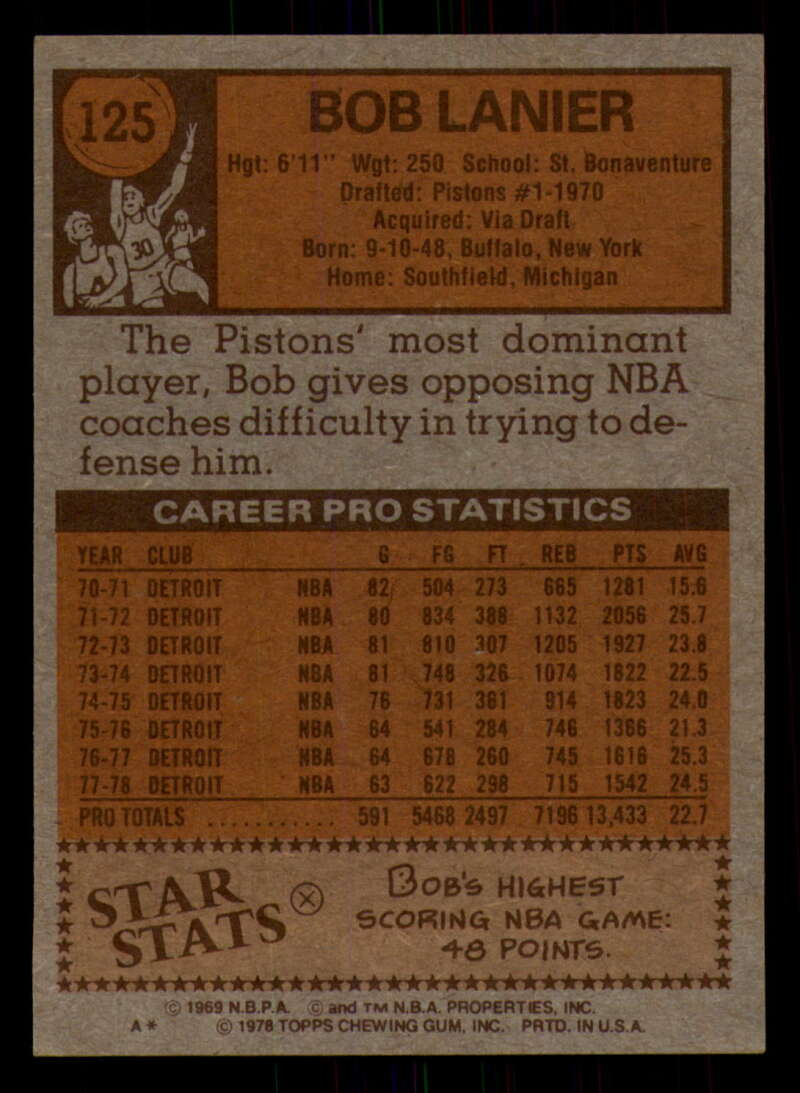 125
BOB LANIER
Hgt: 6'11" Wgt: 250 School: St. Bonaventure
Drafted: Pistons #1-1970
Acquired: Via Draft
Born: 9-10-48, Buffalo, New York
Home: Southfield, Michigan
30
The Pistons' most dominant
player, Bob gives opposing NBA
coaches difficulty in trying to de-
fense him.
CAREER PRO STATISTICS
YEAR CLUB G FG FT REB PTS AVG
70-71 DETROIT NBA 82 504 273 665 1281 15.6
71-72 DETROIT NBA 80 834 388 1132 2056 25.7
72-73 DETROIT NBA 81 810 307 1205 1927 23.8
73-74 DETROIT NBA 81 748 326 1074 1822 22.5
74-75 DETROIT NBA 76 731 361 914 1823 24.0
75-76 DETROIT NBA 64 541 284 746 1366 21.3
76-77 DETROIT NBA 64 678 260 745 1616 25.3
77-78 DETROIT NBA 63 622 298 715 1542 24.5
PRO TOTALS ........... 591 5468 2497 7196 13,433 22.7
STAR
STATS
BOB'S HIGHEST
SCORING NBA GAME:
48 POINTS.
© 1969 N.B.P.A. © and TM N.B.A. PROPERTIES, INC.
A* © 1978 TOPPS CHEWING GUM, INC. PRTD. IN U.S.A.